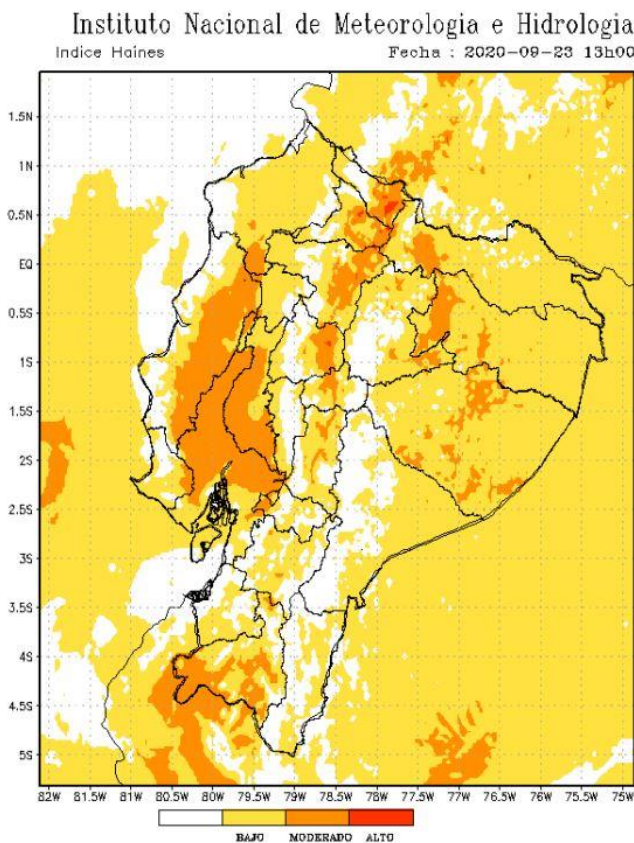 Instituto Nacional de Meteorologia e Hidrologia
Indice Haines Fecha : 2020-09-23 13h00
1.5N
1N
0.5N
EQ
0.5S
1S
1.5S
2S
2.5S
3S
3.5S
4S
4.5S
5S
82W 81.5W 81W 80.5W 80W 79.5W 79W 78.5W 78W 77.5W 77W 76.5W 76W 75.5W 75W
BAJO MODERADO ALTO